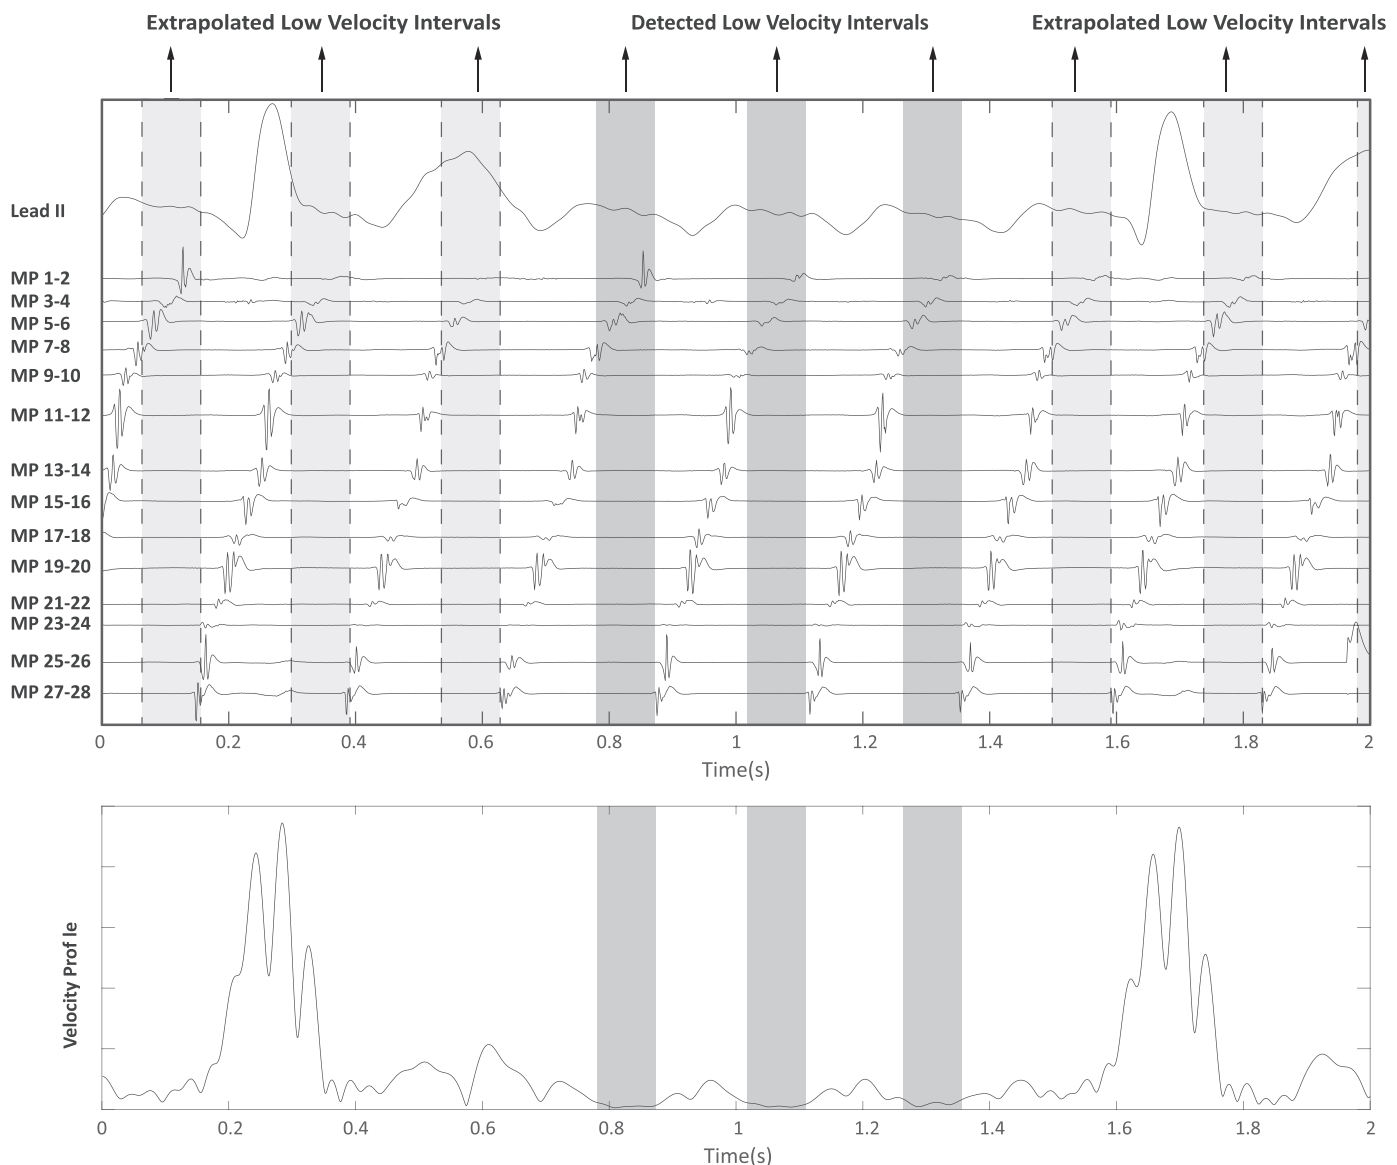 Extrapolated Low Velocity Intervals Detected Low Velocity Intervals Extrapolated Low Velocity Intervals
Lead II
MP 1-2
MP 3-4
MP 5-6
MP 7-8
MP 9-10
MP 11-12
MP 13-14
MP 15-16
MP 17-18
MP 19-20
MP 21-22
MP 23-24
MP 25-26
MP 27-28
0 0.2 0.4 0.6 0.8 1 1.2 1.4 1.6 1.8 2
Time(s)
Velocity Prof le
0 0.2 0.4 0.6 0.8 1 1.2 1.4 1.6 1.8 2
Time(s)